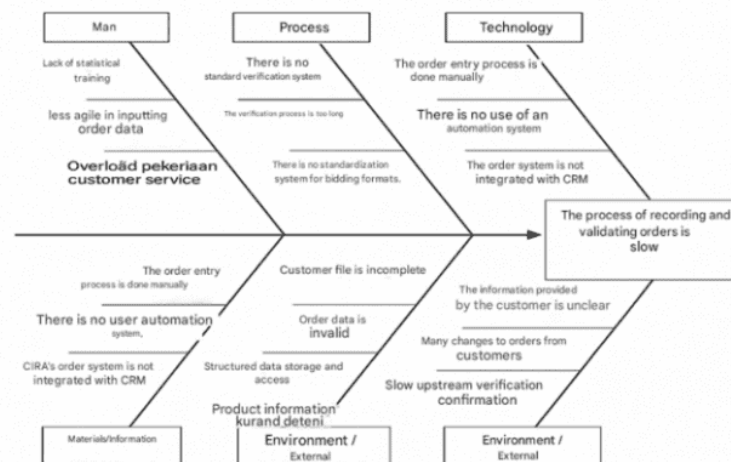 Man
Process
Technology
Lack of statistical
training
less agile in inputting
order data
Overloäd pekeriaan
customer service
There is no
standard verification system
The verification process is too long
There is no standardization
system for bidding formats.
The order entry process is
done manually
There is no use of an
automation system
The order system is not
integrated with CRM
The process of recording and
validating orders is
slow
The order entry
process is done manually
There is no user automation
system,
CIRA's order system is not
integrated with CRM
Customer file is incomplete
Order data is
invalid
Structured data storage and
access
Product information
kurand deteni
The information provided
by the customer is unclear
Many changes to orders from
customers
Slow upstream verification
confirmation
Materials/Information
Environment /
External
Environment /
External